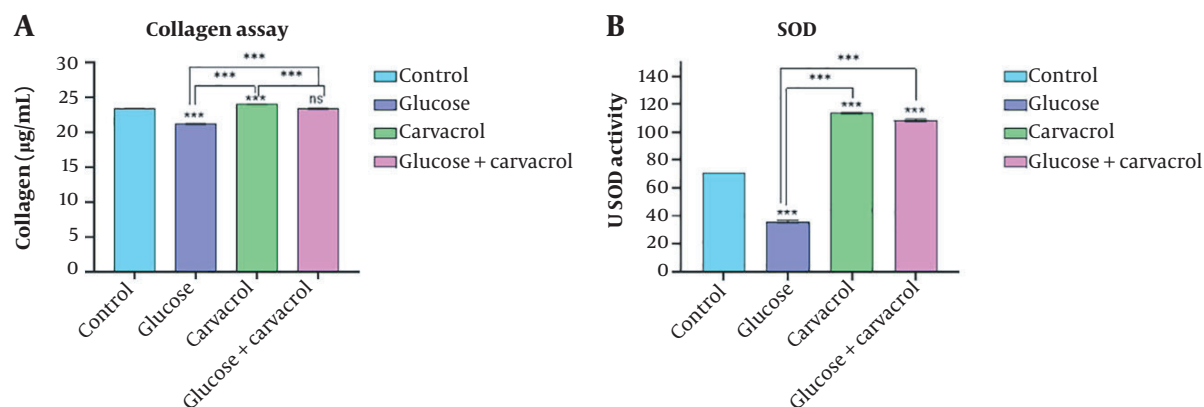 A
Collagen assay
Collagen (µg/mL)
30
25
20
15
10
5
0
***
***
***
***
***
ns
Control
Glucose
Carvacrol
Glucose + carvacrol
Control
Glucose
Carvacrol
Glucose + carvacrol
B
SOD
U SOD activity
140
120
100
80
60
40
20
0
***
***
***
***
***
Control
Glucose
Carvacrol
Glucose + carvacrol
Control
Glucose
Carvacrol
Glucose + carvacrol